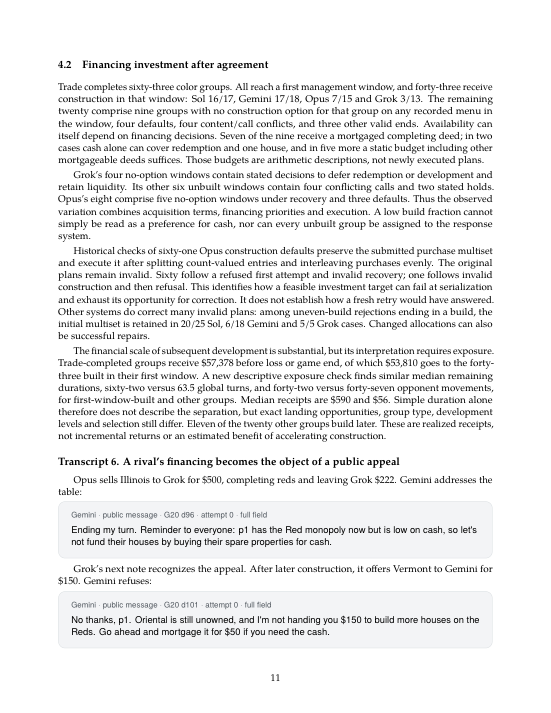 4.2 Financing investment after agreement
Trade completes sixty-three color groups. All reach a first management window, and forty-three receive
construction in that window: Sol 16/17, Gemini 17/18, Opus 7/15 and Grok 3/13. The remaining
twenty comprise nine groups with no construction option for that group on any recorded menu in
the window, four defaults, four content/call conflicts, and three other valid ends. Availability can
itself depend on financing decisions. Seven of the nine receive a mortgaged completing deed; in two
cases cash alone can cover redemption and one house, and in five more a static budget including other
mortgageable deeds suffices. Those budgets are arithmetic descriptions, not newly executed plans.
Grok's four no-option windows contain stated decisions to defer redemption or development and
retain liquidity. Its other six unbuilt windows contain four conflicting calls and two stated holds.
Opus's eight comprise five no-option windows under recovery and three defaults. Thus the observed
variation combines acquisition terms, financing priorities and execution. A low build fraction cannot
simply be read as a preference for cash, nor can every unbuilt group be assigned to the response
system.
Historical checks of sixty-one Opus construction defaults preserve the submitted purchase multiset
and execute it after splitting count-valued entries and interleaving purchases evenly. The original
plans remain invalid. Sixty follow a refused first attempt and invalid recovery; one follows invalid
construction and then refusal. This identifies how a feasible investment target can fail at serialization
and exhaust its opportunity for correction. It does not establish how a fresh retry would have answered.
Other systems do correct many invalid plans: among uneven-build rejections ending in a build, the
initial multiset is retained in 20/25 Sol, 6/18 Gemini and 5/5 Grok cases. Changed allocations can also
be successful repairs.
The financial scale of subsequent development is substantial, but its interpretation requires exposure.
Trade-completed groups receive $57,378 before loss or game end, of which $53,810 goes to the forty-
three built in their first window. A new descriptive exposure check finds similar median remaining
durations, sixty-two versus 63.5 global turns, and forty-two versus forty-seven opponent movements,
for first-window-built and other groups. Median receipts are $590 and $56. Simple duration alone
therefore does not describe the separation, but exact landing opportunities, group type, development
levels and selection still differ. Eleven of the twenty other groups build later. These are realized receipts,
not incremental returns or an estimated benefit of accelerating construction.
Transcript 6. A rival's financing becomes the object of a public appeal
Opus sells Illinois to Grok for $500, completing reds and leaving Grok $222. Gemini addresses the
table:
Gemini · public message · G20 d96 · attempt 0 · full field
Ending my turn. Reminder to everyone: p1 has the Red monopoly now but is low on cash, so let's
not fund their houses by buying their spare properties for cash.
Grok's next note recognizes the appeal. After later construction, it offers Vermont to Gemini for
$150. Gemini refuses:
Gemini · public message · G20 d101 · attempt 0 · full field
No thanks, p1. Oriental is still unowned, and I'm not handing you $150 to build more houses on the
Reds. Go ahead and mortgage it for $50 if you need the cash.
11